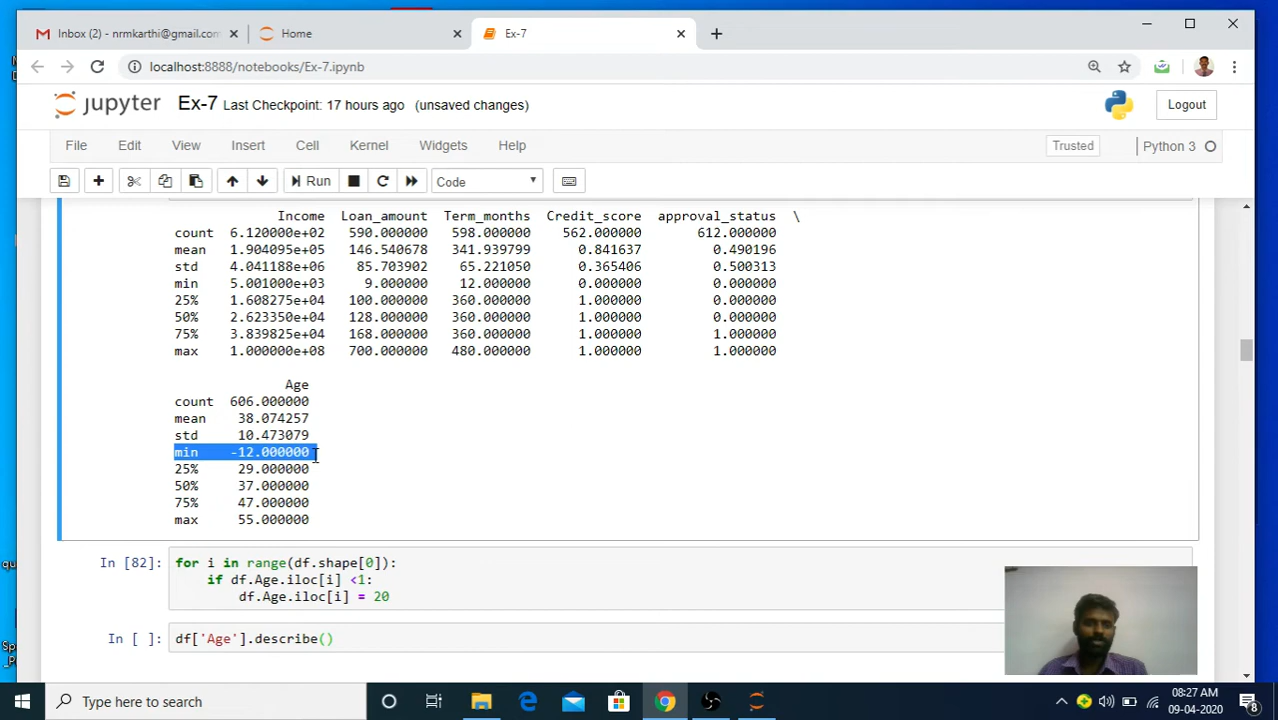 Inbox (2) - nrmkarthi@gmail.com
Home
Ex-7
localhost:8888/notebooks/Ex-7.ipynb
jupyter Ex-7 Last Checkpoint: 17 hours ago (unsaved changes)
Logout
File Edit View Insert Cell Kernel Widgets Help
Trusted
Python 3
Run
Code
Income Loan_amount Term_months Credit_score approval_status \
count 6.120000e+02 590.000000 598.000000 562.000000 612.000000
mean 1.904095e+05 146.540678 341.939799 0.841637 0.490196
std 4.041188e+06 85.703902 65.221050 0.365406 0.500313
min 5.001000e+03 9.000000 12.000000 0.000000 0.000000
25% 1.608275e+04 100.000000 360.000000 1.000000 0.000000
50% 2.623350e+04 128.000000 360.000000 1.000000 0.000000
75% 3.839825e+04 168.000000 360.000000 1.000000 1.000000
max 1.000000e+08 700.000000 480.000000 1.000000 1.000000
Age
count 606.000000
mean 38.074257
std 10.473079
min -12.000000
25% 29.000000
50% 37.000000
75% 47.000000
max 55.000000
In [82]: for i in range(df.shape[0]):
if df.Age.iloc[i] <1:
df.Age.iloc[i] = 20
In [ ]: df['Age'].describe()
Type here to search
08:27 AM
09-04-2020
8